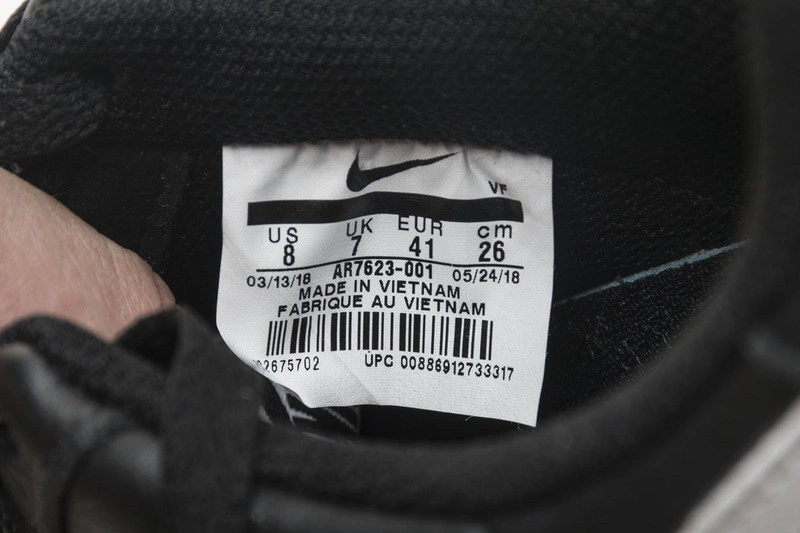 VF
US UK EUR cm
8 7 41 26
03/13/18 AR7623-001 05/24/18
MADE IN VIETNAM
FABRIQUE AU VIETNAM
2675702 UPC 00886912733317